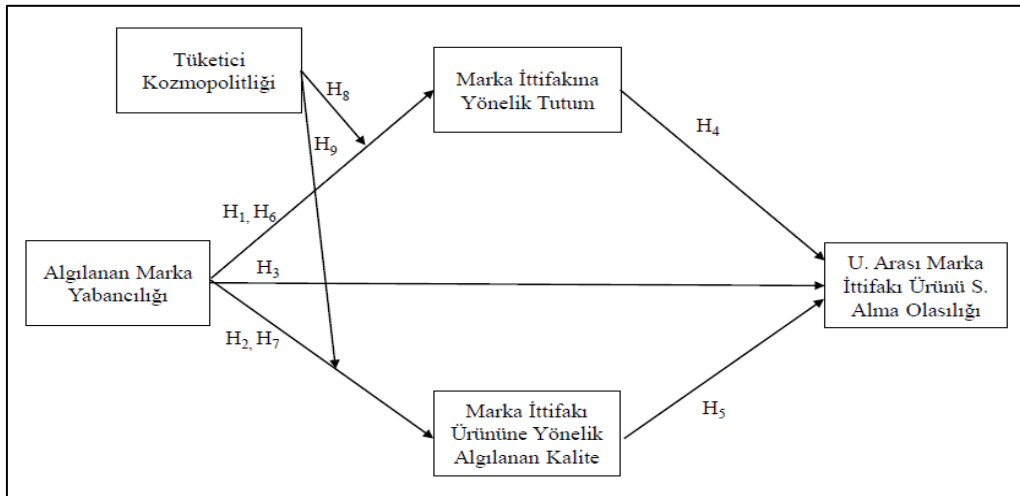 Tüketici
Kozmopolitliği
Marka İttifakına
Yönelik Tutum
H8
H9
H4
H1, H6
Algılanan Marka
Yabancılığı
H3
U. Arası Marka
İttifakı Ürünü S.
Alma Olasılığı
H2, H7
Marka İttifakı
Ürününe Yönelik
Algılanan Kalite
H5